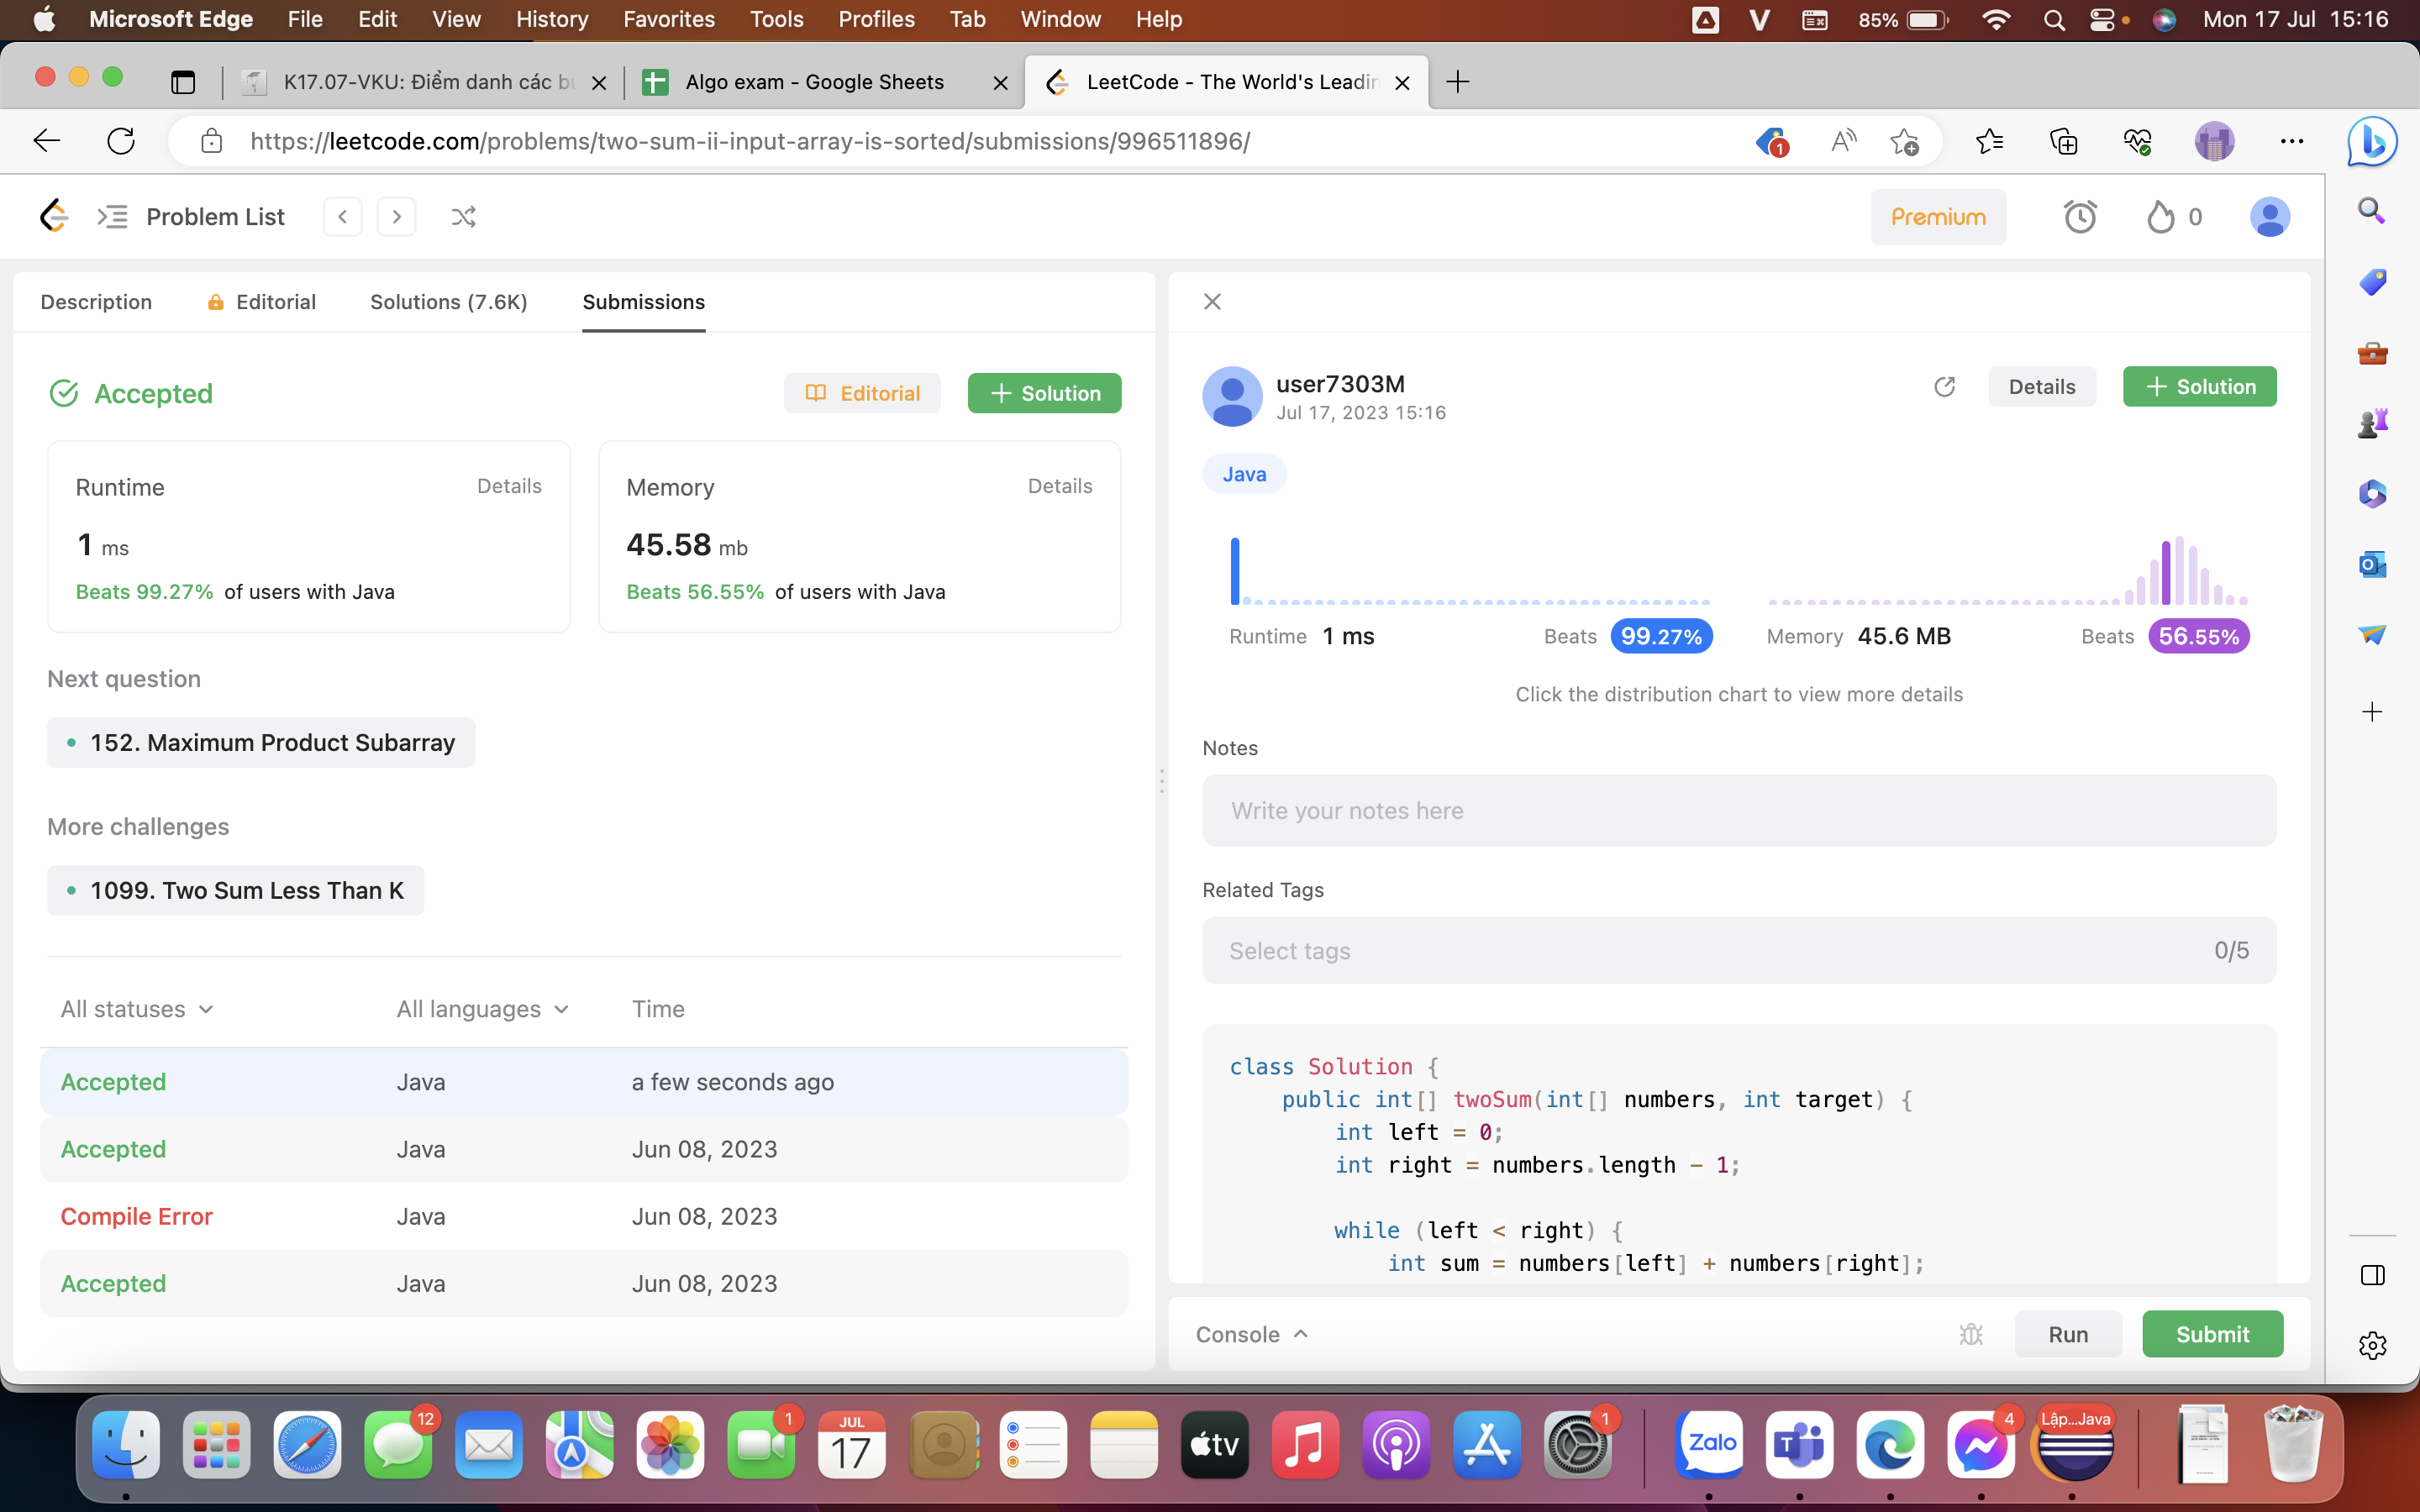 Microsoft Edge File Edit View History Favorites Tools Profiles Tab Window Help 85% Mon 17 Jul 15:16
K17.07-VKU: Điểm danh các Algo exam - Google Sheets LeetCode - The World's
https://leetcode.com/problems/two-sum-ii-input-array-is-sorted/submissions/996511896/ 1
Problem List Premium 0
Description Editorial Solutions (7.6K) Submissions
Accepted Editorial + Solution
Runtime Details
1 ms
Beats 99.27% of users with Java
Memory Details
45.58 mb
Beats 56.55% of users with Java
Next question
152. Maximum Product Subarray
More challenges
1099. Two Sum Less Than K
All statuses All languages Time
Accepted Java a few seconds ago
Accepted Java Jun 08, 2023
Compile Error Java Jun 08, 2023
Accepted Java Jun 08, 2023
user7303M
Jul 17, 2023 15:16
Details + Solution
Java
Runtime 1 ms Beats 99.27% Memory 45.6 MB Beats 56.55%
Click the distribution chart to view more details
Notes
Write your notes here
Related Tags
Select tags 0/5
class Solution {
public int[] twoSum(int[] numbers, int target) {
int left = 0;
int right = numbers.length - 1;
while (left < right) {
int sum = numbers[left] + numbers[right];
Console Run Submit
12 1 JUL 17 tv 1 Zalo 4 Lập...Java